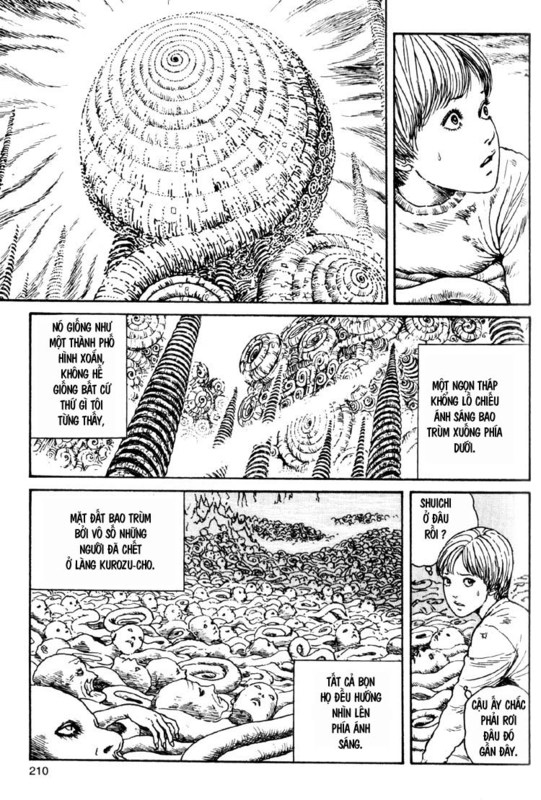 MỘT NGỌN THÁP
KHỔNG LỒ CHIẾU
ÁNH SÁNG BAO
TRÙM XUỐNG PHÍA
DƯỚI.
NÓ GIỐNG NHƯ
MỘT THÀNH PHỐ
HÌNH XOẮN,
KHÔNG HỀ
GIỐNG BẤT CỨ
THỨ GÌ TÔI
TỪNG THẤY,
SHUICHI
Ở ĐÂU
RỒI ?
CẬU ẤY CHẮC
PHẢI RƠI
ĐÂU ĐÓ
GẦN ĐÂY.
MẶT ĐẤT BAO TRÙM
BỞI VÔ SỐ NHỮNG
NGƯỜI ĐÃ CHẾT
Ở LÀNG KUROZU-CHO.
TẤT CẢ BỌN
HỌ ĐỀU HƯỚNG
NHÌN LÊN
PHÍA ÁNH
SÁNG.
210